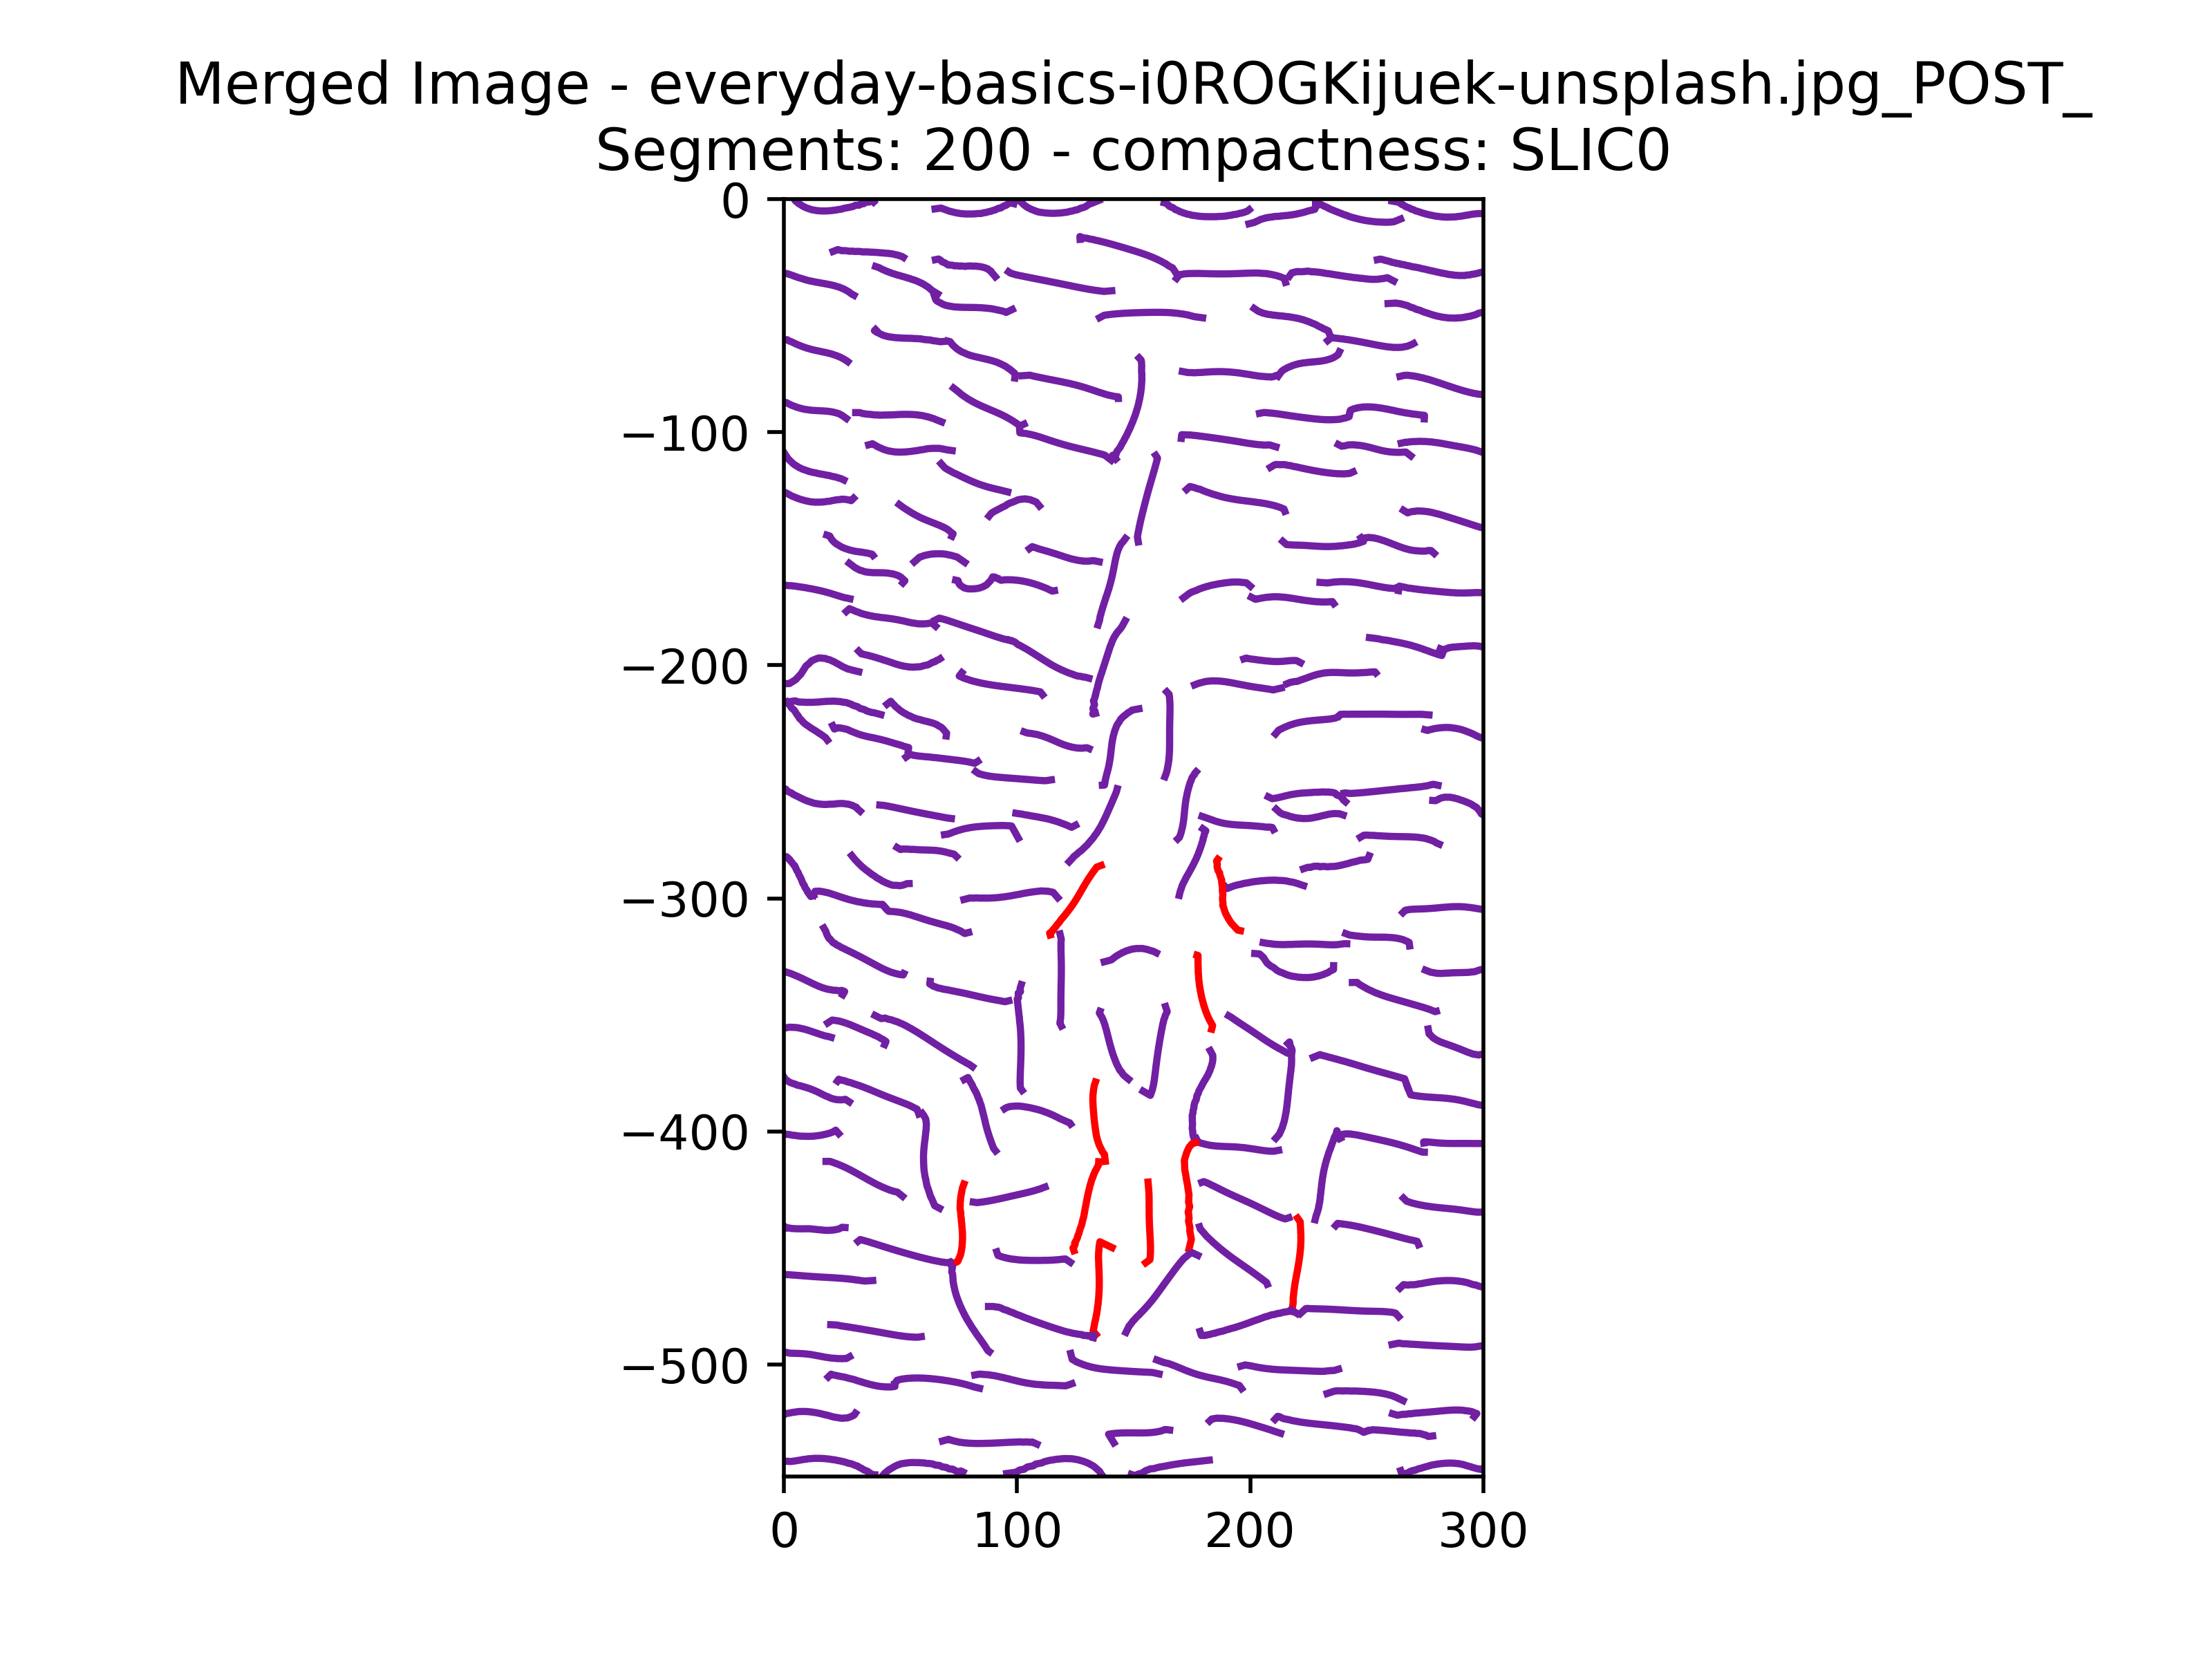 Merged Image - everyday-basics-i0ROGKijuek-unsplash.jpg_POST_
Segments: 200 - compactness: SLIC0
0
−100
−200
−300
−400
−500
0 100 200 300